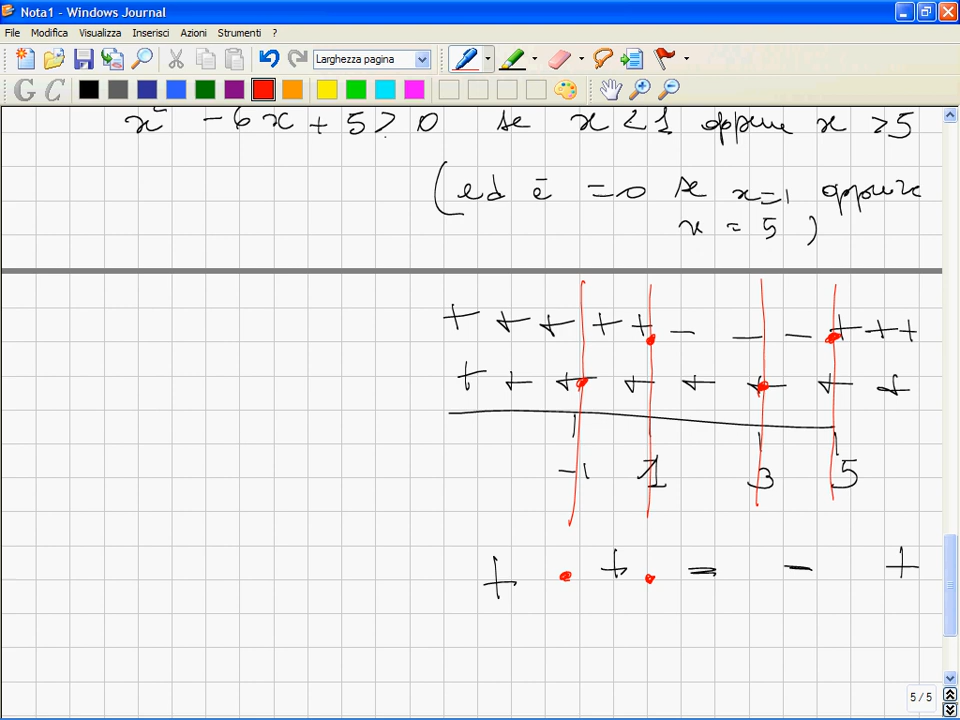 Nota1 - Windows Journal
File Modifica Visualizza Inserisci Azioni Strumenti ?
Larghezza pagina
G C
x² - 6x + 5 > 0 se x < 1 oppure x > 5
(ed è = 0 se x = 1 oppure
x = 5 )
+ + + + + - - - + + +
+ + + + + + + +
-1 1 3 5
+ . + . = - +
5 / 5